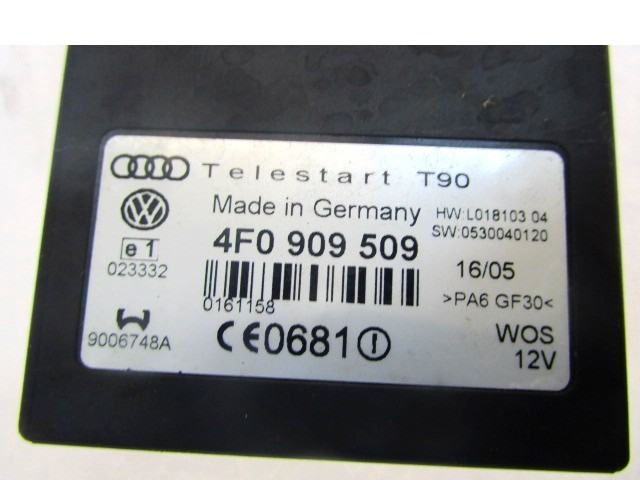 Telestart T90
Made in Germany
HW:L018103 04
SW:0530040120
4F0 909 509
e1
023332
16/05
>PA6 GF30<
0161158
9006748A
CE0681
WOS
12V